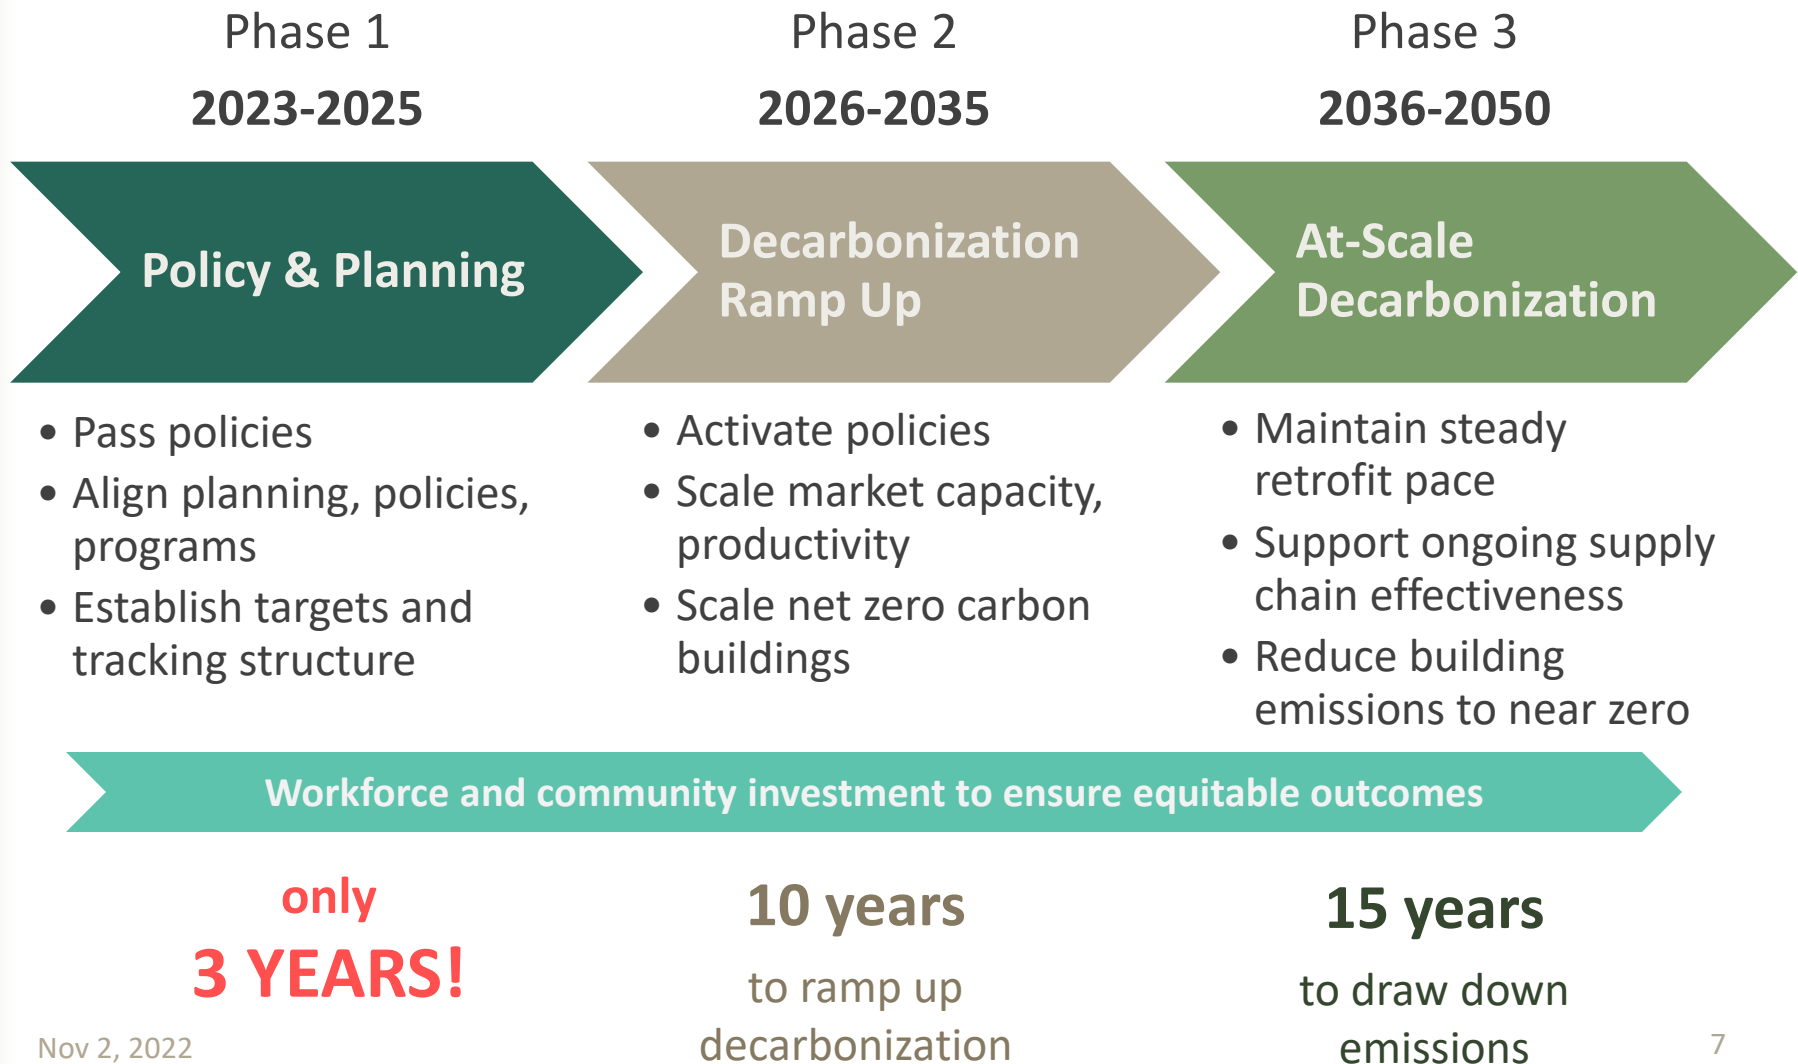 Phase 1
2023-2025
Phase 2
2026-2035
Phase 3
2036-2050
Policy & Planning
Decarbonization
Ramp Up
At-Scale
Decarbonization
• Pass policies
• Align planning, policies,
programs
• Establish targets and
tracking structure
• Activate policies
• Scale market capacity,
productivity
• Scale net zero carbon
buildings
• Maintain steady
retrofit pace
• Support ongoing supply
chain effectiveness
• Reduce building
emissions to near zero
Workforce and community investment to ensure equitable outcomes
only
3 YEARS!
10 years
to ramp up
decarbonization
15 years
to draw down
emissions
Nov 2, 2022
7